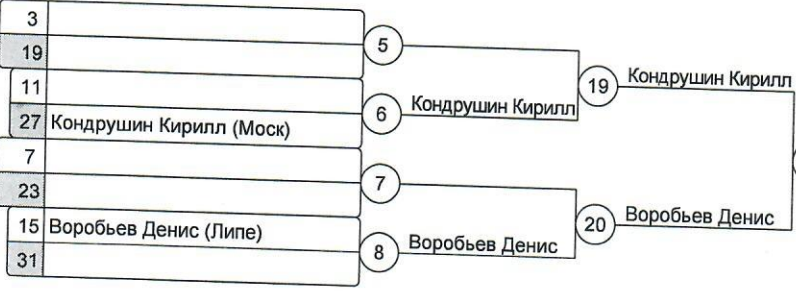 3
5
19
19 Кондрушин Кирилл
11
6 Кондрушин Кирилл
27 Кондрушин Кирилл (Моск)
7
7
23
20 Воробьев Денис
15 Воробьев Денис (Липе)
8 Воробьев Денис
31